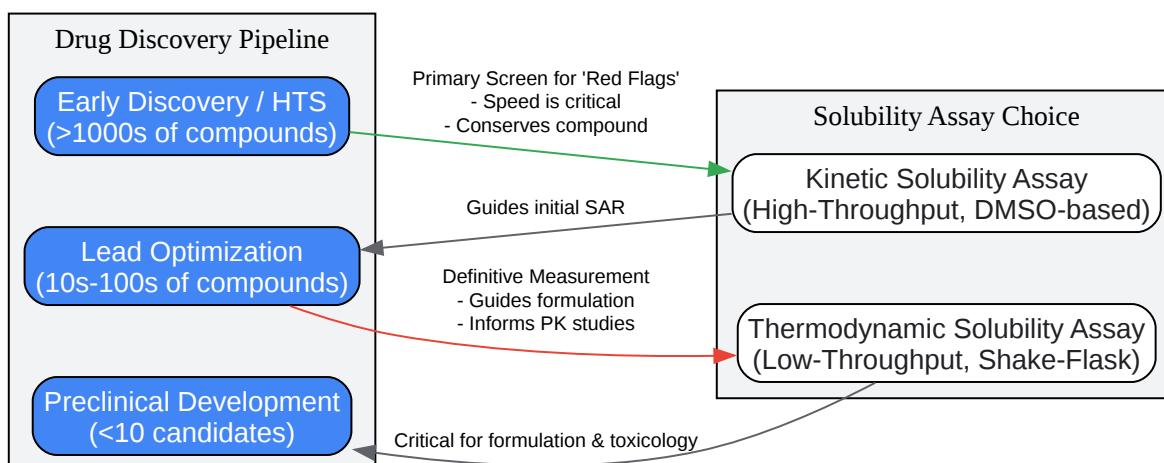 Drug Discovery Pipeline
Early Discovery / HTS
(>1000s of compounds)
Primary Screen for 'Red Flags'
- Speed is critical
- Conserves compound
Solubility Assay Choice
Kinetic Solubility Assay
(High-Throughput, DMSO-based)
Guides initial SAR
Lead Optimization
(10s-100s of compounds)
Definitive Measurement
- Guides formulation
- Informs PK studies
Thermodynamic Solubility Assay
(Low-Throughput, Shake-Flask)
Preclinical Development
(<10 candidates)
Critical for formulation & toxicology